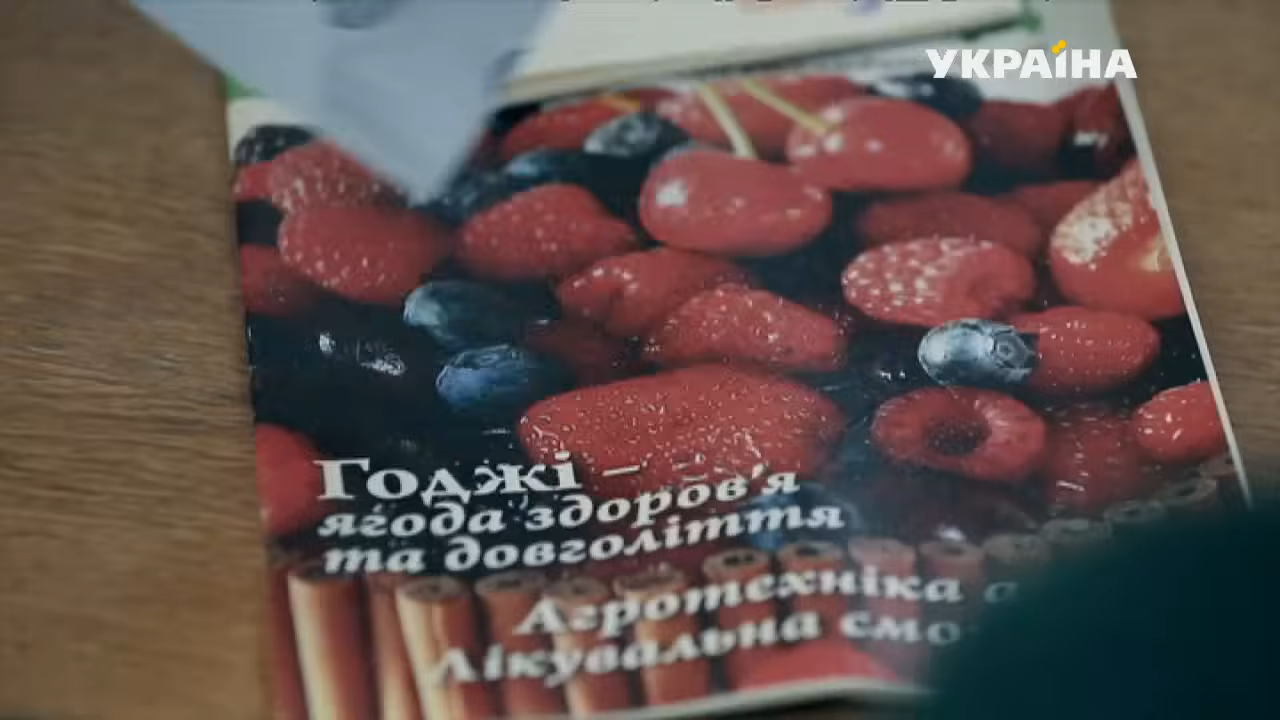 УКРАЇНА
Годжі –
ягода здоров'я
та довголіття
Агротехніка
Лікувальна